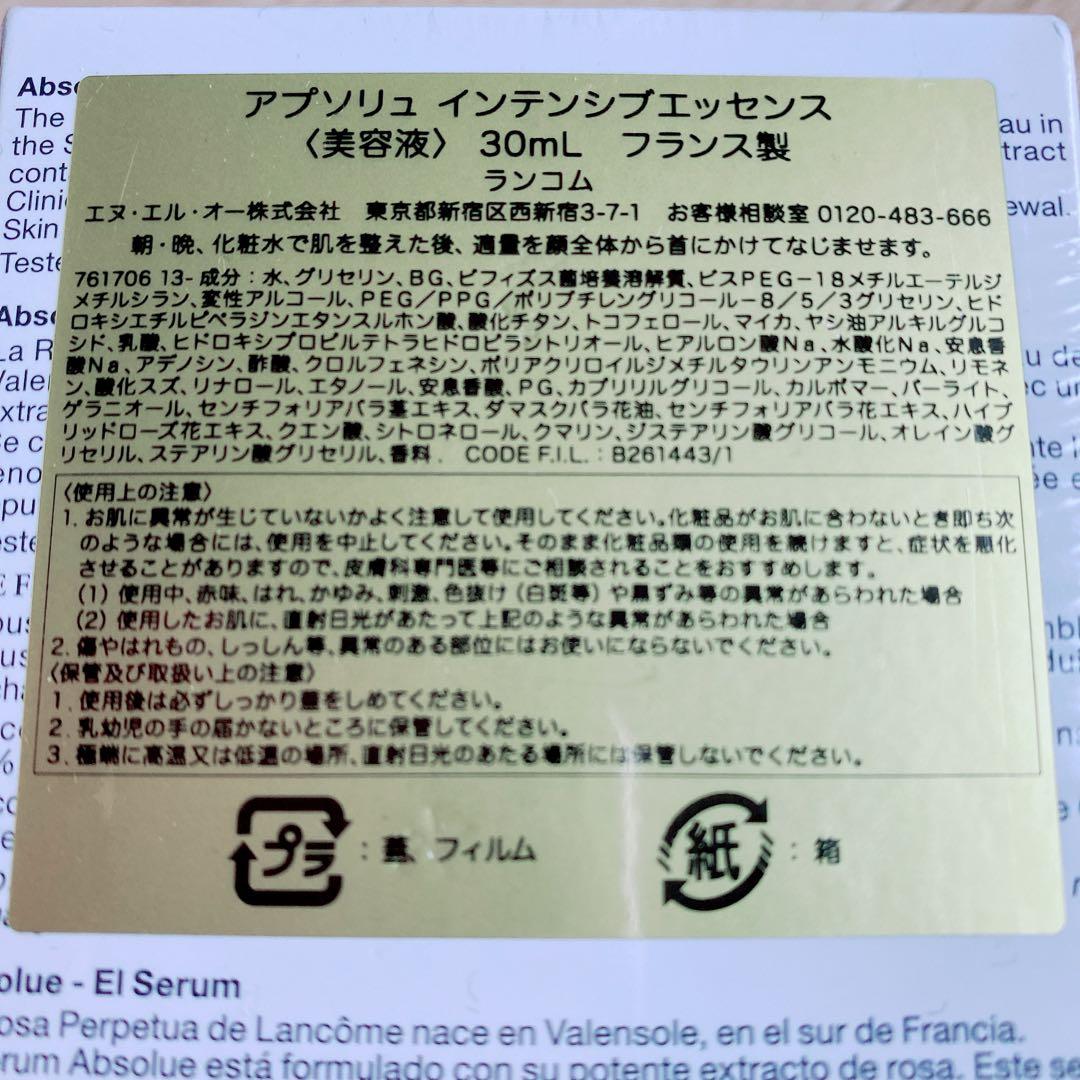 Abso
The
the S
cont
Clini
Skin
Teste
au in
tract
ewal.
アプソリュ インテンシブエッセンス
〈美容液〉 30mL フランス製
ランコム
エヌ・エル・オー株式会社 東京都新宿区西新宿3-7-1 お客様相談室 0120-483-666
朝・晩、化粧水で肌を整えた後、適量を顔全体から首にかけてなじませます。
761706 13- 成分：水、グリセリン、BG、ビフィズス菌培養溶解質、ビスPEG－18メチルエーテルジ
メチルシラン、変性アルコール、PEG／PPG／ポリブチレングリコール－8／5／3グリセリン、ヒド
ロキシエチルピペラジンエタンスルホン酸、酸化チタン、トコフェロール、マイカ、ヤシ油アルキルグルコ
シド、乳酸、ヒドロキシプロピルテトラヒドロピラントリオール、ヒアルロン酸Na、水酸化Na、安息香
酸Na、アデノシン、酢酸、クロルフェネシン、ポリアクリロイルジメチルタウリンアンモニウム、リモネ
ン、酸化スズ、リナロール、エタノール、安息香酸、PG、カプリリルグリコール、カルボマー、パーライト、
ゲラニオール、センチフォリアバラ葉エキス、ダマスクバラ花油、センチフォリアバラ花エキス、ハイブ
リッドローズ花エキス、クエン酸、シトロネロール、クマリン、ジステアリン酸グリコール、オレイン酸グ
リセリル、ステアリン酸グリセリル、香料． CODE F.I.L.：B261443/1
〈使用上の注意〉
1. お肌に異常が生じていないかよく注意して使用してください。化粧品がお肌に合わないとき即ち次
のような場合には、使用を中止してください。そのまま化粧品類の使用を続けますと、症状を悪化
させることがありますので、皮膚科専門医等にご相談されることをおすすめします。
(1) 使用中、赤味、はれ、かゆみ、刺激、色抜け（白斑等）や黒ずみ等の異常があらわれた場合
(2) 使用したお肌に、直射日光があたって上記のような異常があらわれた場合
2. 傷やはれもの、しっしん等、異常のある部位にはお使いにならないでください。
〈保管及び取扱い上の注意〉
1. 使用後は必ずしっかり蓋をしめてください。
2. 乳幼児の手の届かないところに保管してください。
3. 極端に高温又は低温の場所、直射日光のあたる場所には保管しないでください。
プラ：蓋、フィルム
紙：箱
olue - El Serum
osa Perpetua de Lancôme nace en Valensole, en el sur de Francia.
erum Absolue está formulado con su potente extracto de rosa. Este se